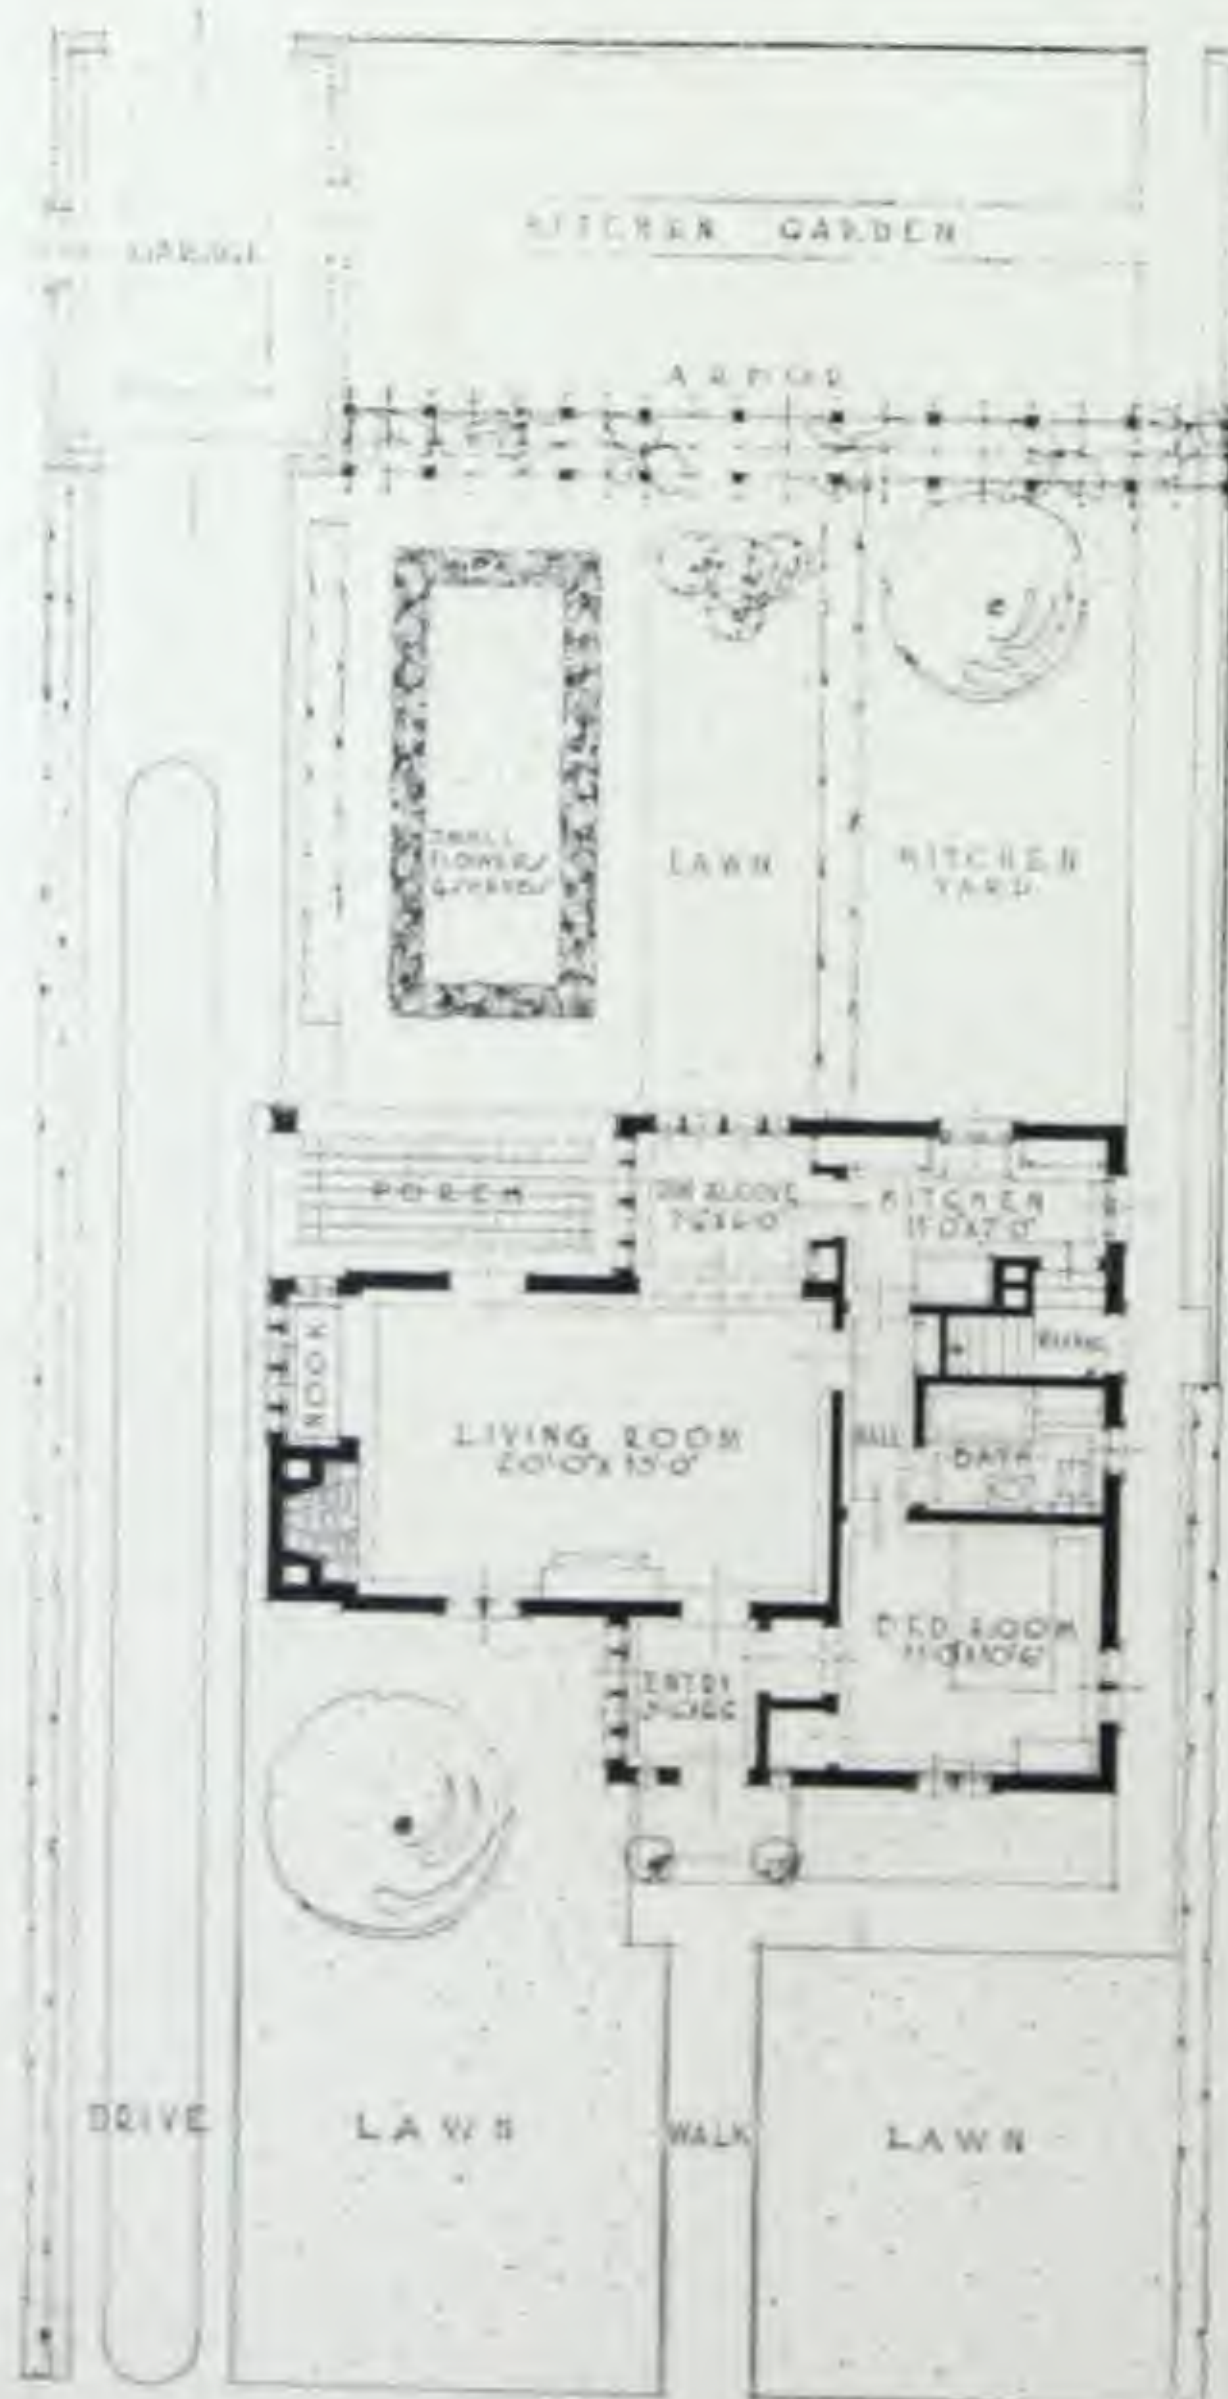 GARAGE
KITCHEN GARDEN
ARBOR
SMALL
FLOWERS
LAWN
KITCHEN
YARD
PORCH
DIN ALCOVE
KITCHEN
NOOK
LIVING ROOM
HALL
BATH
BED ROOM
ENTRY
DRIVE
LAWN
WALK
LAWN